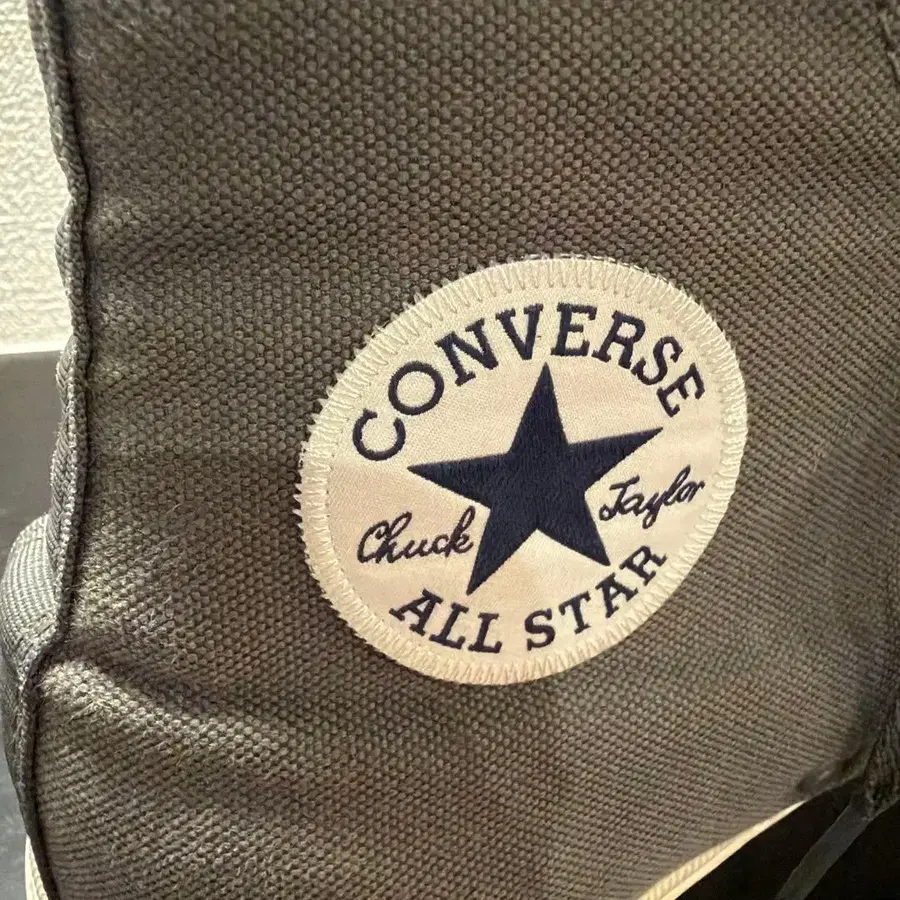 CONVERSE
Chuck Taylor
ALL STAR